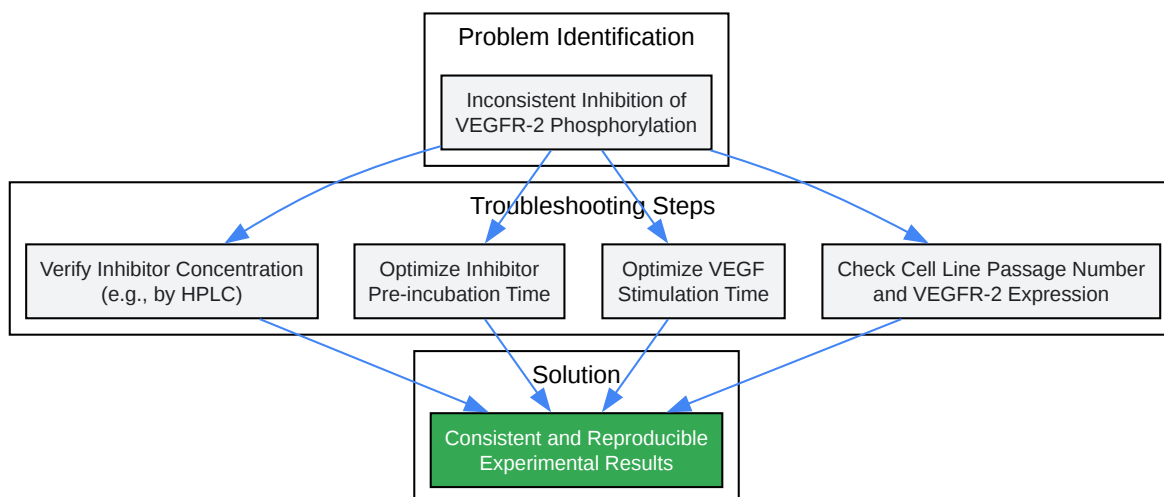 Problem Identification
Inconsistent Inhibition of
VEGFR-2 Phosphorylation
Troubleshooting Steps
Verify Inhibitor Concentration
(e.g., by HPLC)
Optimize Inhibitor
Pre-incubation Time
Optimize VEGF
Stimulation Time
Check Cell Line Passage Number
and VEGFR-2 Expression
Solution
Consistent and Reproducible
Experimental Results